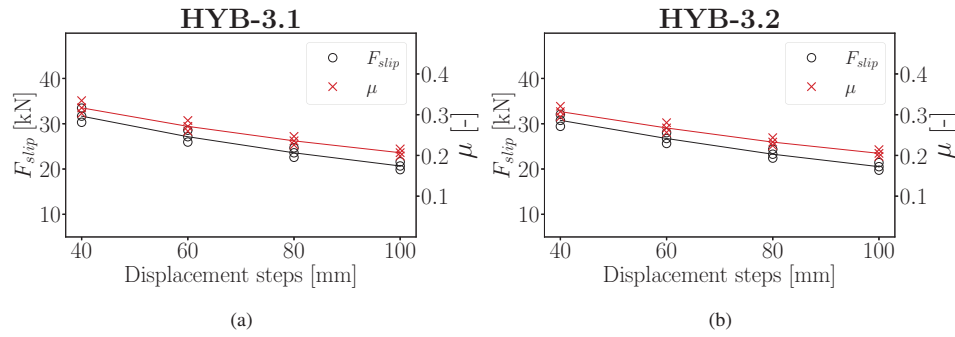 HYB-3.1
F_slip
μ
40
30
20
10
F_slip [kN]
0.4
0.3
0.2
0.1
μ [-]
40 60 80 100
Displacement steps [mm]
(a)
HYB-3.2
F_slip
μ
40
30
20
10
F_slip [kN]
0.4
0.3
0.2
0.1
μ [-]
40 60 80 100
Displacement steps [mm]
(b)